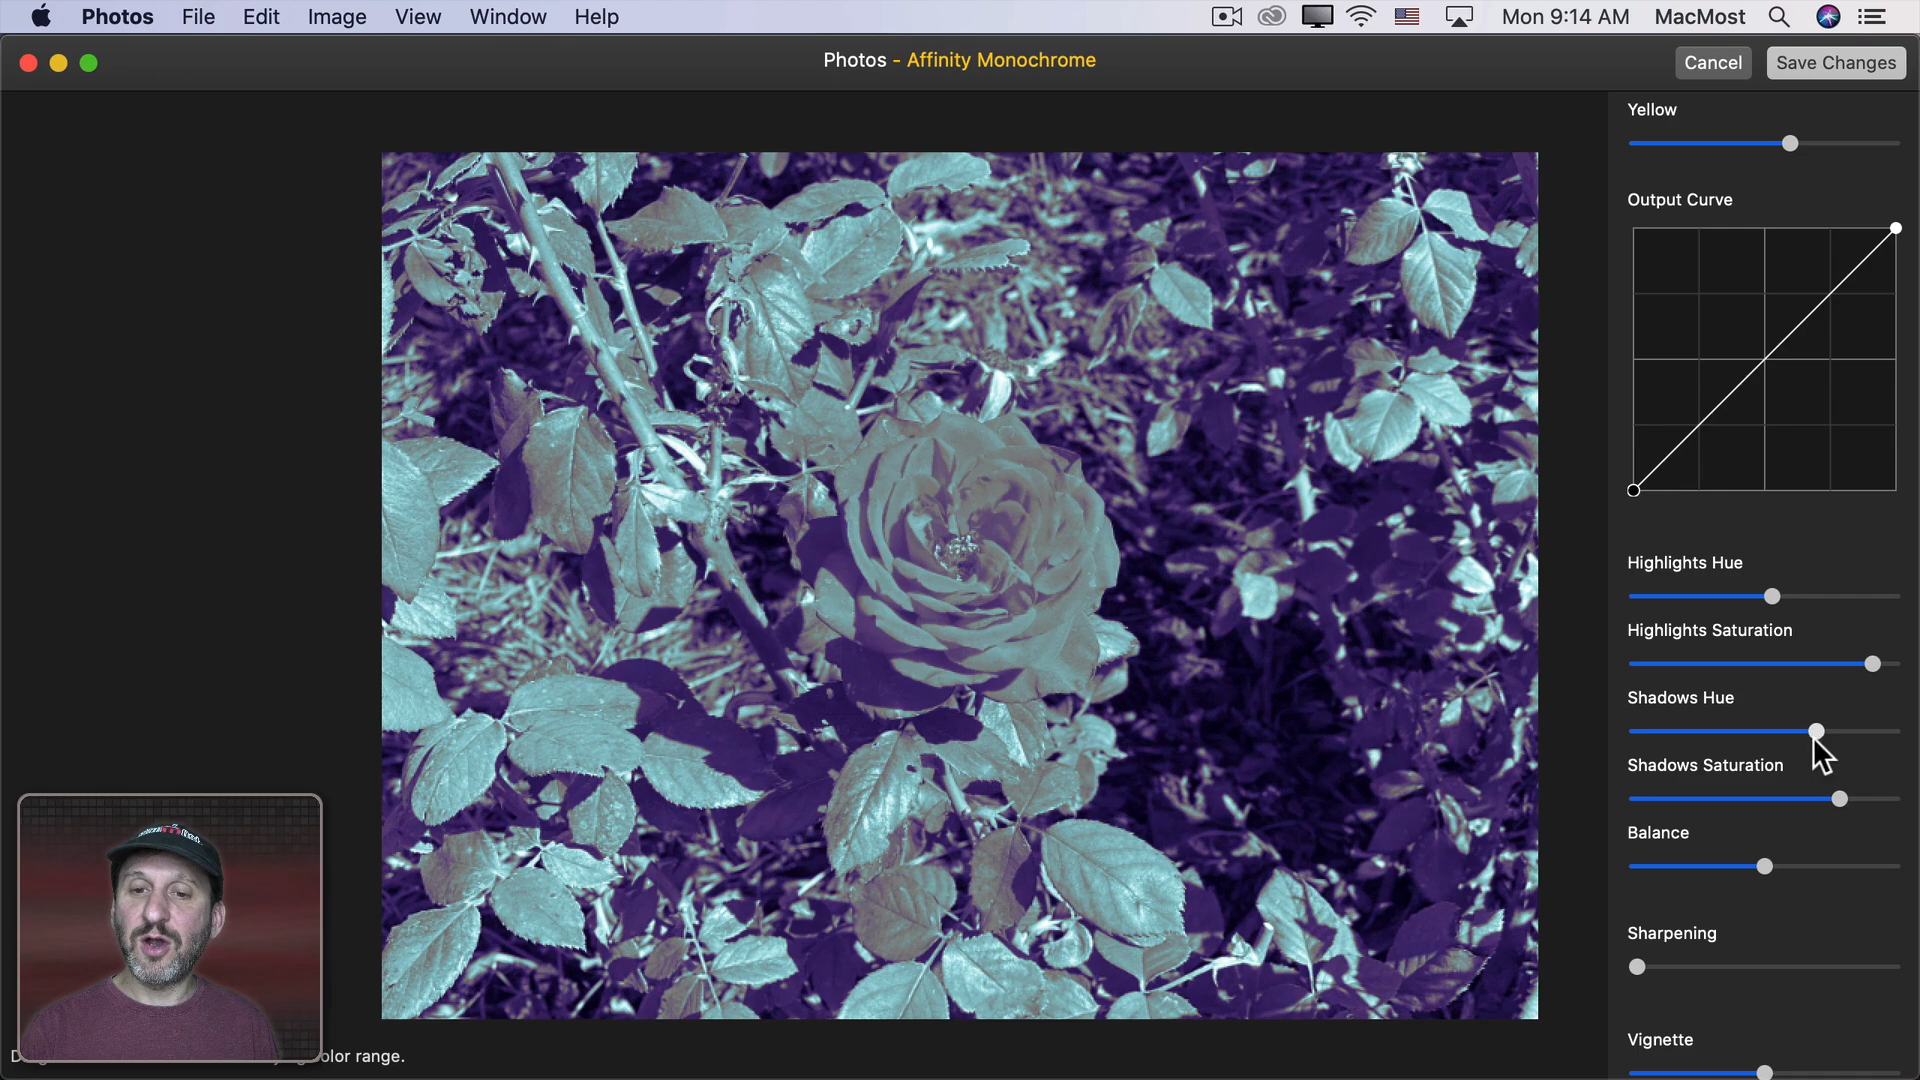 Photos File Edit Image View Window Help Mon 9:14 AM MacMost
Photos - Affinity Monochrome
Cancel Save Changes
Yellow
Output Curve
Highlights Hue
Highlights Saturation
Shadows Hue
Shadows Saturation
Balance
Sharpening
Vignette
color range.